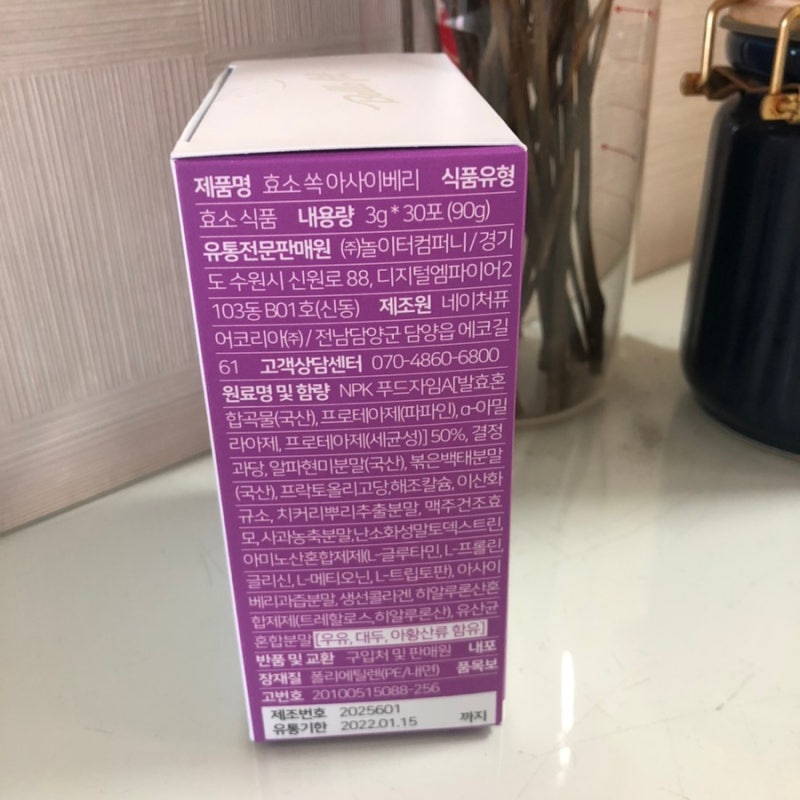 제품명 효소 쏙 아사이베리 식품유형
효소 식품 내용량 3g * 30포 (90g)
유통전문판매원 ㈜놀이터컴퍼니 / 경기
도 수원시 신원로 88, 디지털엠파이어2
103동 B01호(신동) 제조원 네이처퓨
어코리아㈜ / 전남담양군 담양읍 에코길
61 고객상담센터 070-4860-6800
원료명 및 함량 NPK 푸드자임A[발효혼
합곡물(국산), 프로테아제(파파인), α-아밀
라아제, 프로테아제(세균성)] 50%, 결정
과당, 알파현미분말(국산), 볶은백태분말
(국산), 프락토올리고당,해조칼슘, 이산화
규소, 치커리뿌리추출분말, 맥주건조효
모, 사과농축분말,난소화성말토덱스트린,
아미노산혼합제제(L-글루타민, L-프롤린,
글리신, L-메티오닌, L-트립토판), 아사이
베리과즙분말, 생선콜라겐, 히알루론산혼
합제제(트레할로스,히알루론산), 유산균
혼합분말 [우유, 대두, 아황산류 함유]
반품 및 교환 구입처 및 판매원 내포
장재질 폴리에틸렌(PE/내면) 품목보
고번호 20100515088-256
제조번호 2025601
유통기한 2022.01.15 까지